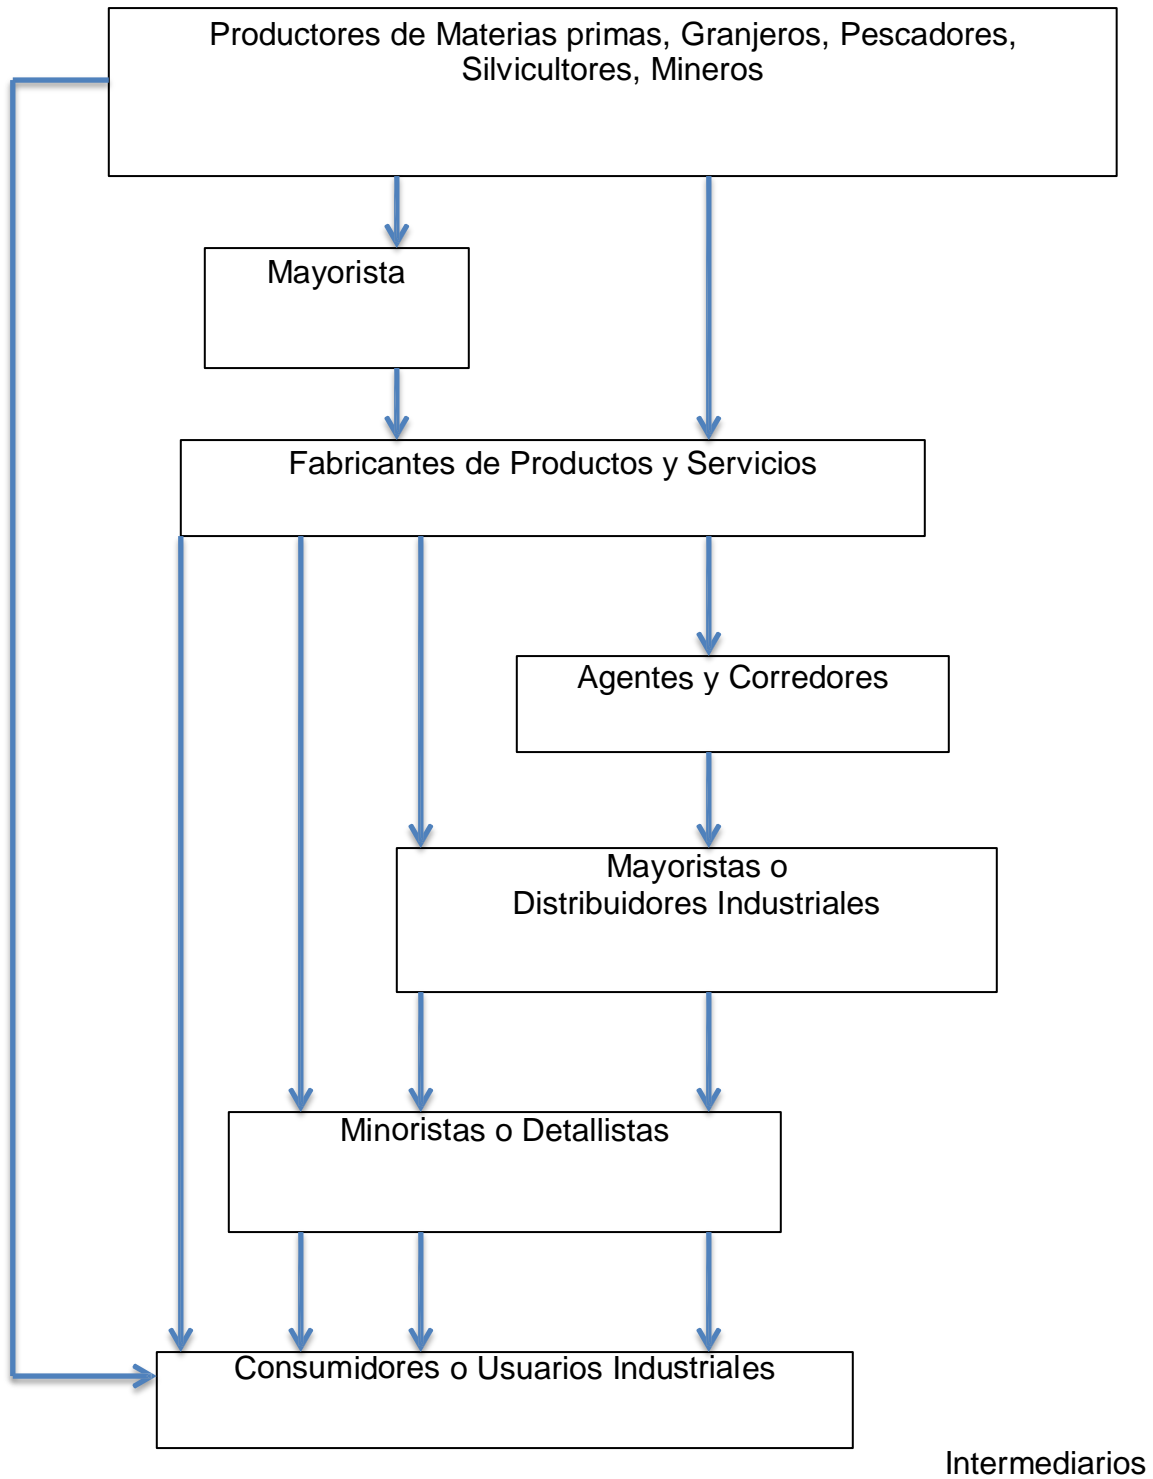 Productores de Materias primas, Granjeros, Pescadores,
Silvicultores, Mineros
Mayorista
Fabricantes de Productos y Servicios
Agentes y Corredores
Mayoristas o
Distribuidores Industriales
Minoristas o Detallistas
Consumidores o Usuarios Industriales
Intermediarios